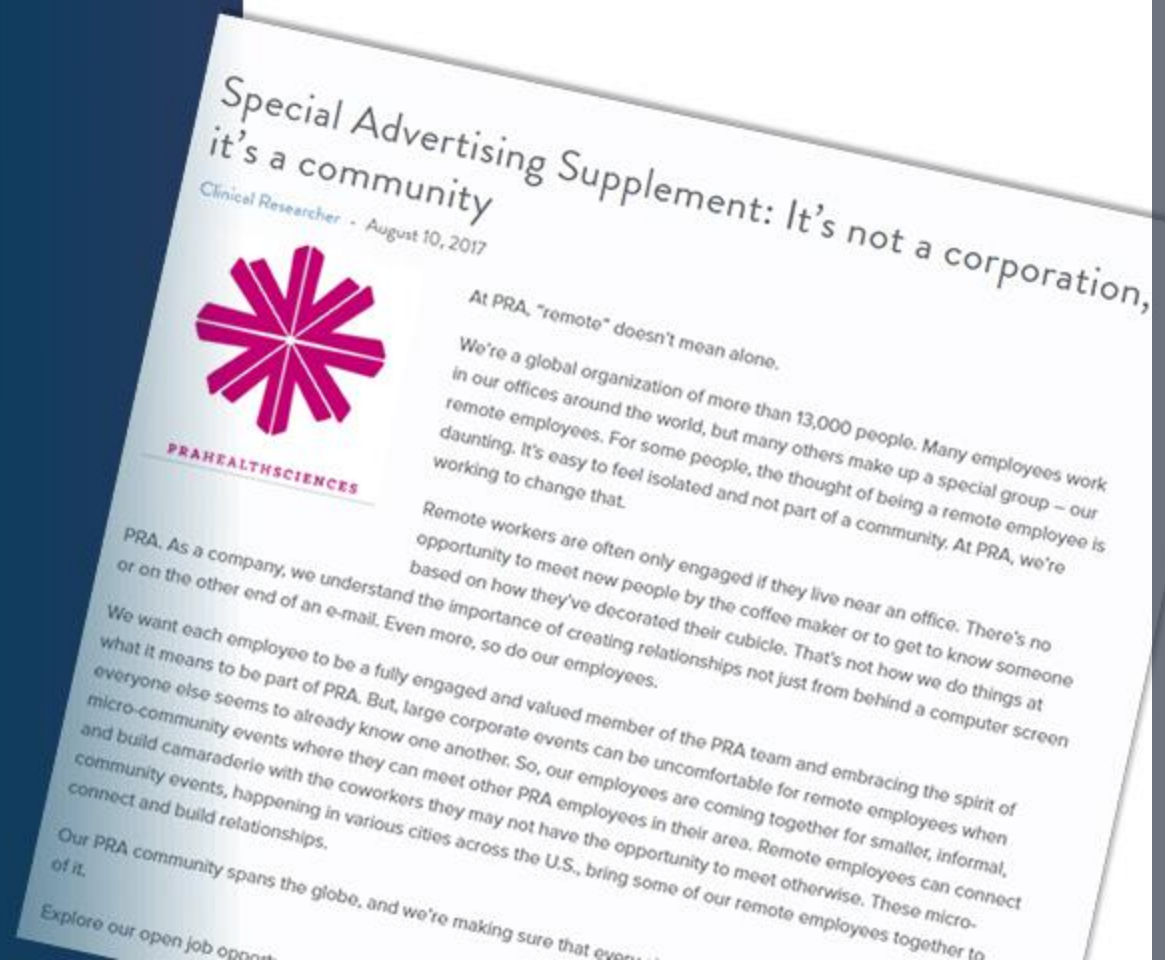 Special Advertising Supplement: It's not a corporation,
it's a community
Clinical Researcher - August 10, 2017
PRAHEALTHSCIENCES
At PRA, "remote" doesn't mean alone.
We're a global organization of more than 13,000 people. Many employees work
in our offices around the world, but many others make up a special group – our
remote employees. For some people, the thought of being a remote employee is
daunting. It's easy to feel isolated and not part of a community. At PRA, we're
working to change that.
Remote workers are often only engaged if they live near an office. There's no
opportunity to meet new people by the coffee maker or to get to know someone
based on how they've decorated their cubicle. That's not how we do things at
PRA. As a company, we understand the importance of creating relationships not just from behind a computer screen
or on the other end of an e-mail. Even more, so do our employees.
We want each employee to be a fully engaged and valued member of the PRA team and embracing the spirit of
what it means to be part of PRA. But, large corporate events can be uncomfortable for remote employees when
everyone else seems to already know one another. So, our employees are coming together for smaller, informal,
micro-community events where they can meet other PRA employees in their area. Remote employees can connect
and build camaraderie with the coworkers they may not have the opportunity to meet otherwise. These micro-
community events, happening in various cities across the U.S., bring some of our remote employees together to
connect and build relationships.
Our PRA community spans the globe, and we're making sure that
of it.
Explore our open job